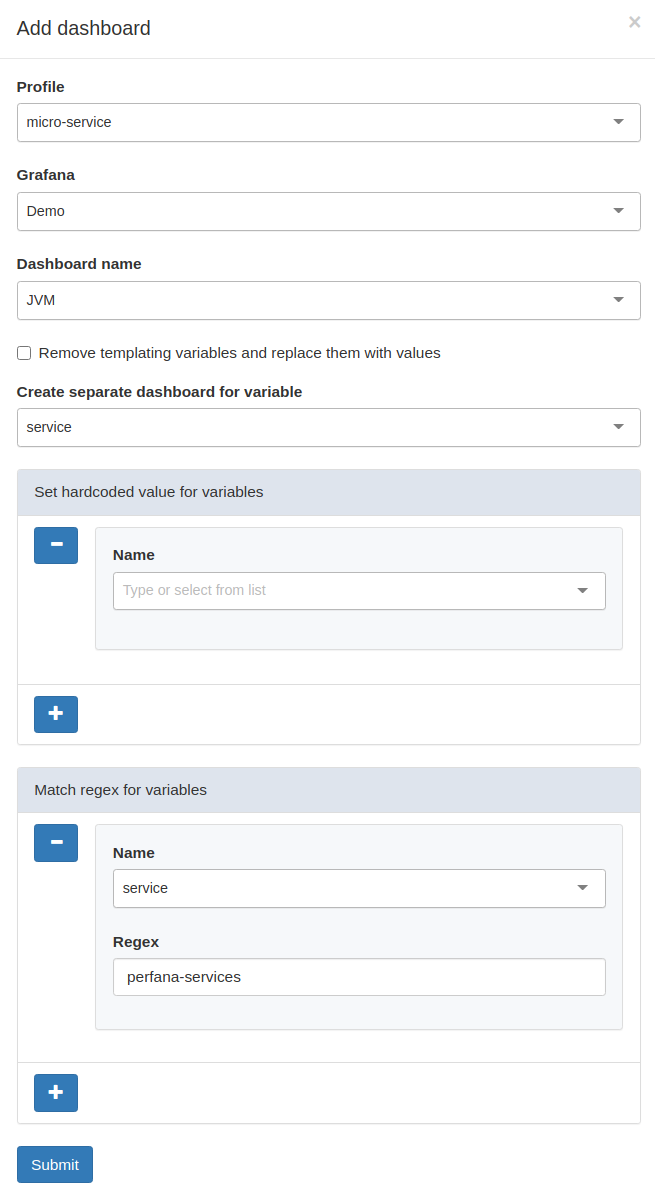 Add dashboard
×
Profile
micro-service
Grafana
Demo
Dashboard name
JVM
Remove templating variables and replace them with values
Create separate dashboard for variable
service
Set hardcoded value for variables
Name
Type or select from list
Match regex for variables
Name
service
Regex
perfana-services
Submit